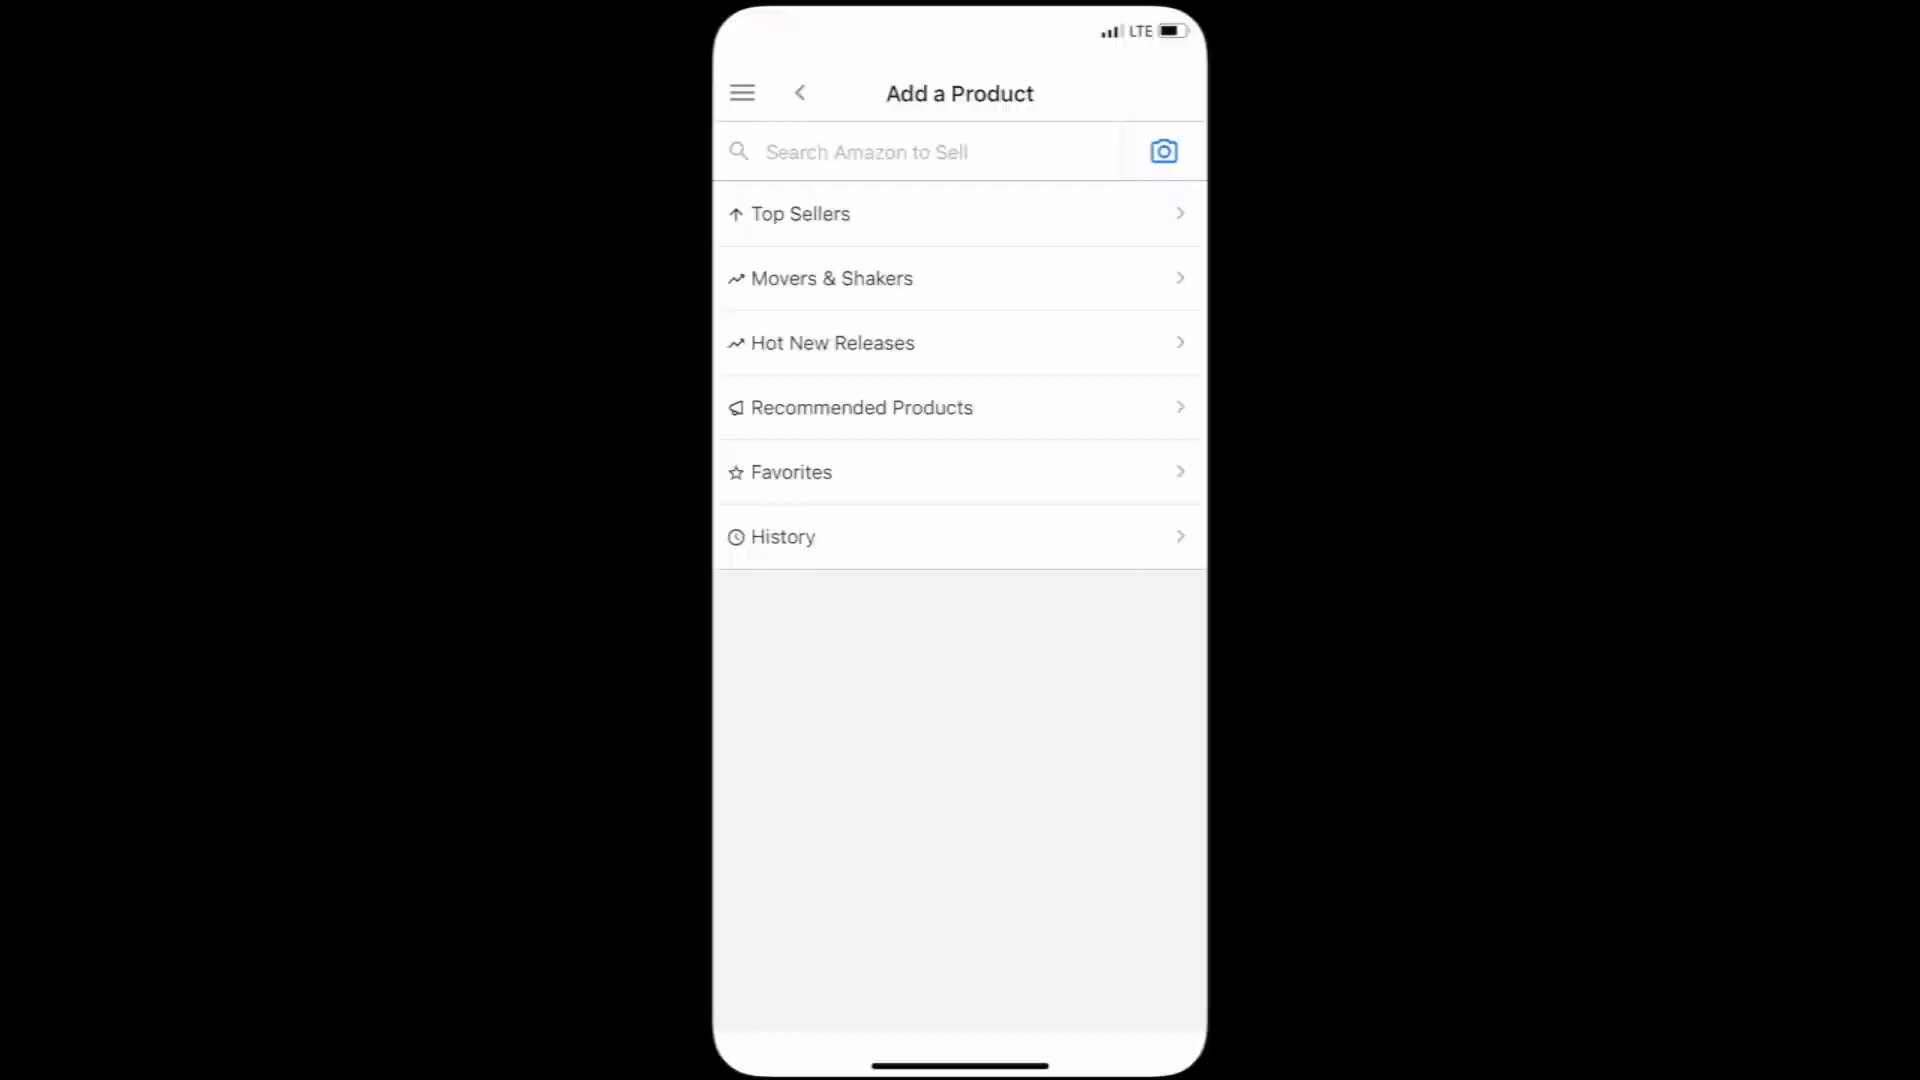 LTE
Add a Product
Search Amazon to Sell
Top Sellers
Movers & Shakers
Hot New Releases
Recommended Products
Favorites
History